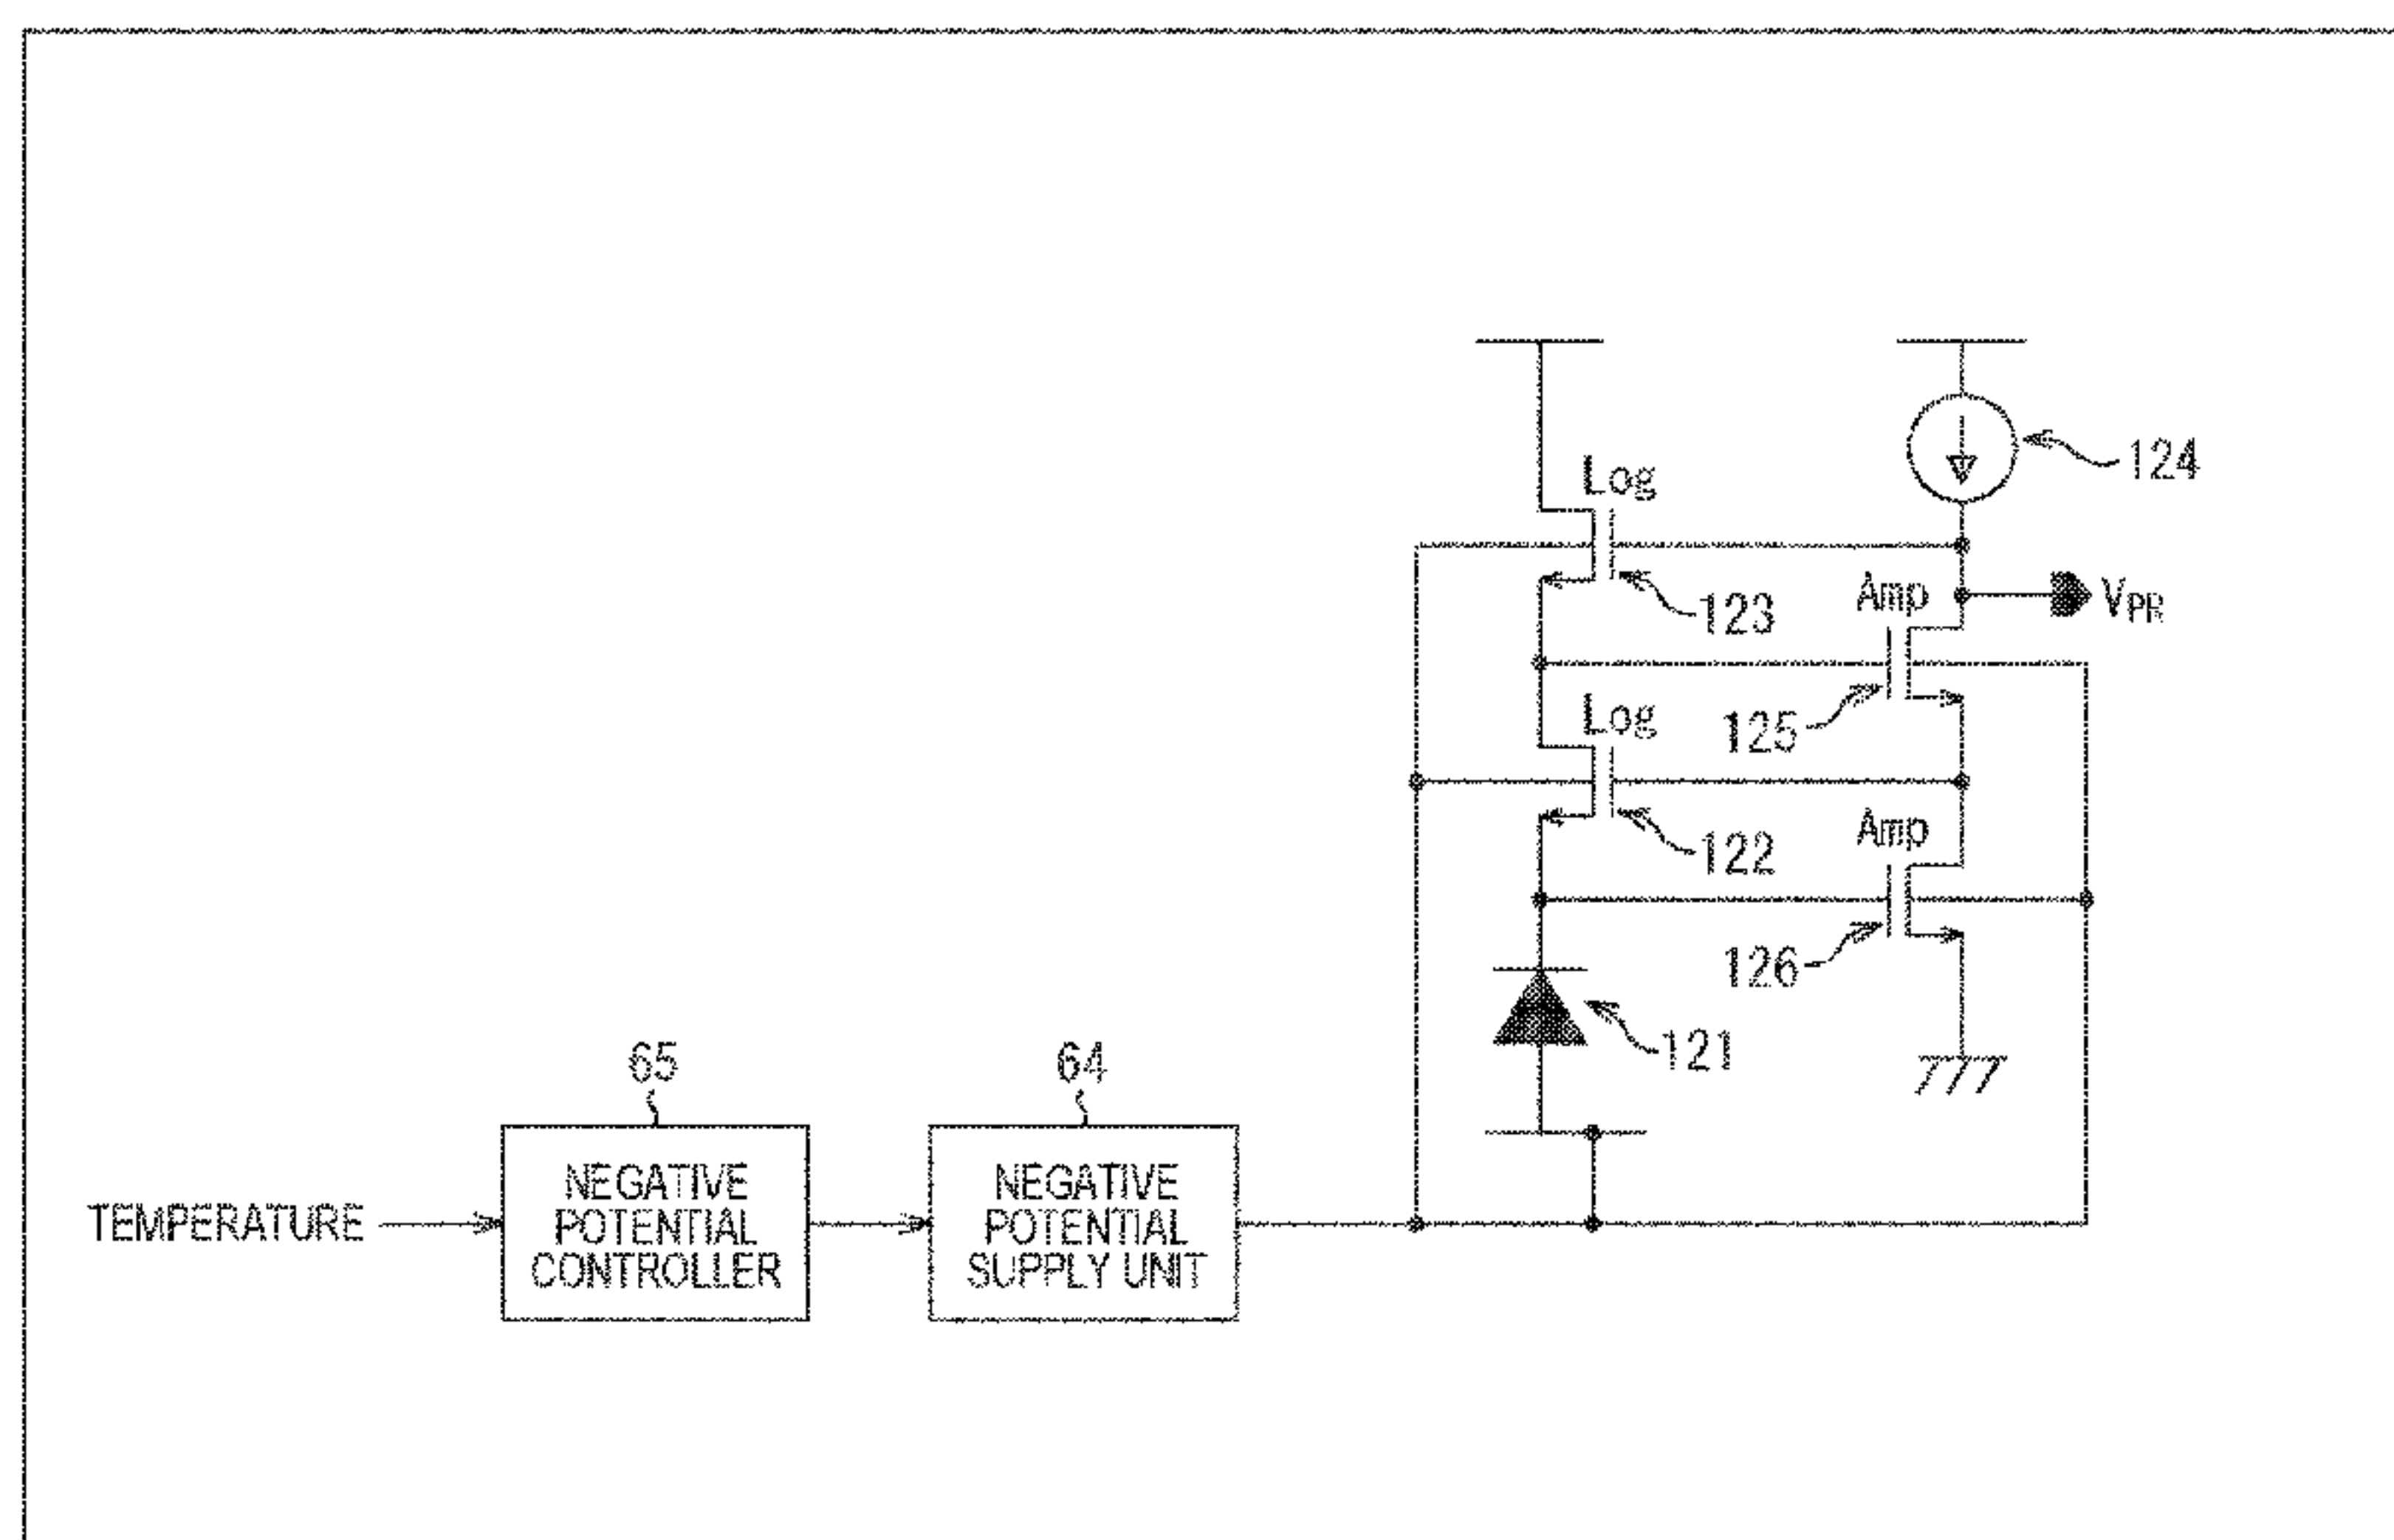 Log
124
123
Amp
VPR
Log
125
122
Amp
126
121
65
64
TEMPERATURE
NEGATIVE
POTENTIAL
CONTROLLER
NEGATIVE
POTENTIAL
SUPPLY UNIT